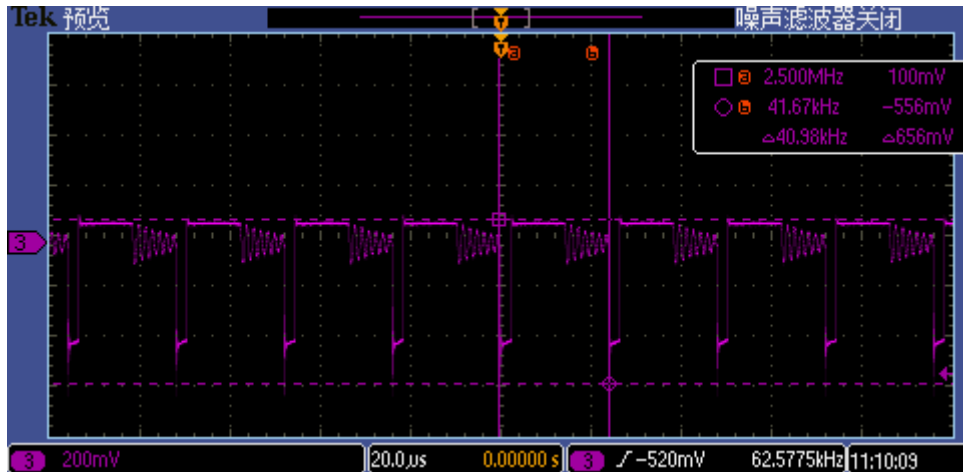 Tek 预览 噪声滤波器关闭
T
T a b
a 2.500MHz 100mV
b 41.67kHz -556mV
△40.98kHz △656mV
3
3 200mV 20.0µs 0.00000 s 3 -520mV 62.5775kHz 11:10:09